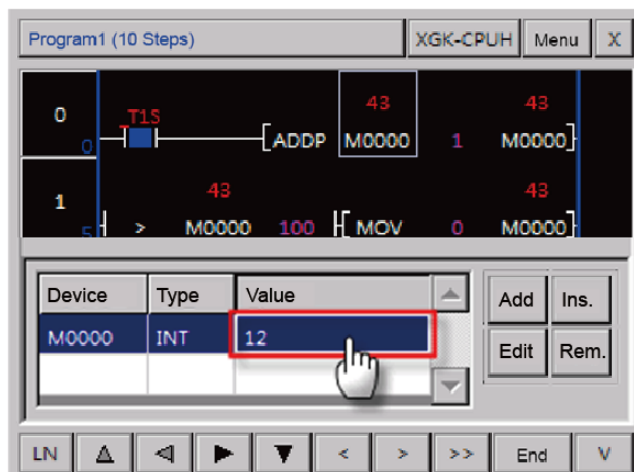 Program1 (10 Steps) XGK-CPUH Menu X
43 43
0 T1S
0 ADDP M0000 1 M0000
43 43
1
5 > M0000 100 MOV 0 M0000
Device Type Value Add Ins.
M0000 INT 12
Edit Rem.
LN < > >> End V